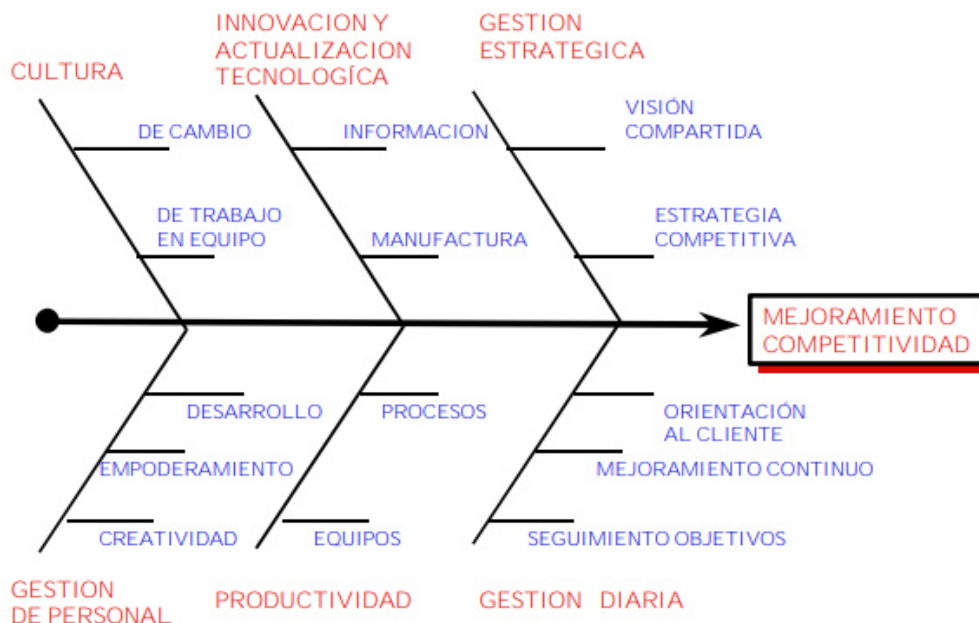 CULTURA
INNOVACION Y
ACTUALIZACION
TECNOLOGÍCA
GESTION
ESTRATEGICA
DE CAMBIO
INFORMACION
VISIÓN
COMPARTIDA
DE TRABAJO
EN EQUIPO
MANUFACTURA
ESTRATEGIA
COMPETITIVA
MEJORAMIENTO
COMPETITIVIDAD
DESARROLLO
PROCESOS
ORIENTACIÓN
AL CLIENTE
EMPODERAMIENTO
MEJORAMIENTO CONTINUO
CREATIVIDAD
EQUIPOS
SEGUIMIENTO OBJETIVOS
GESTION
DE PERSONAL
PRODUCTIVIDAD
GESTION DIARIA